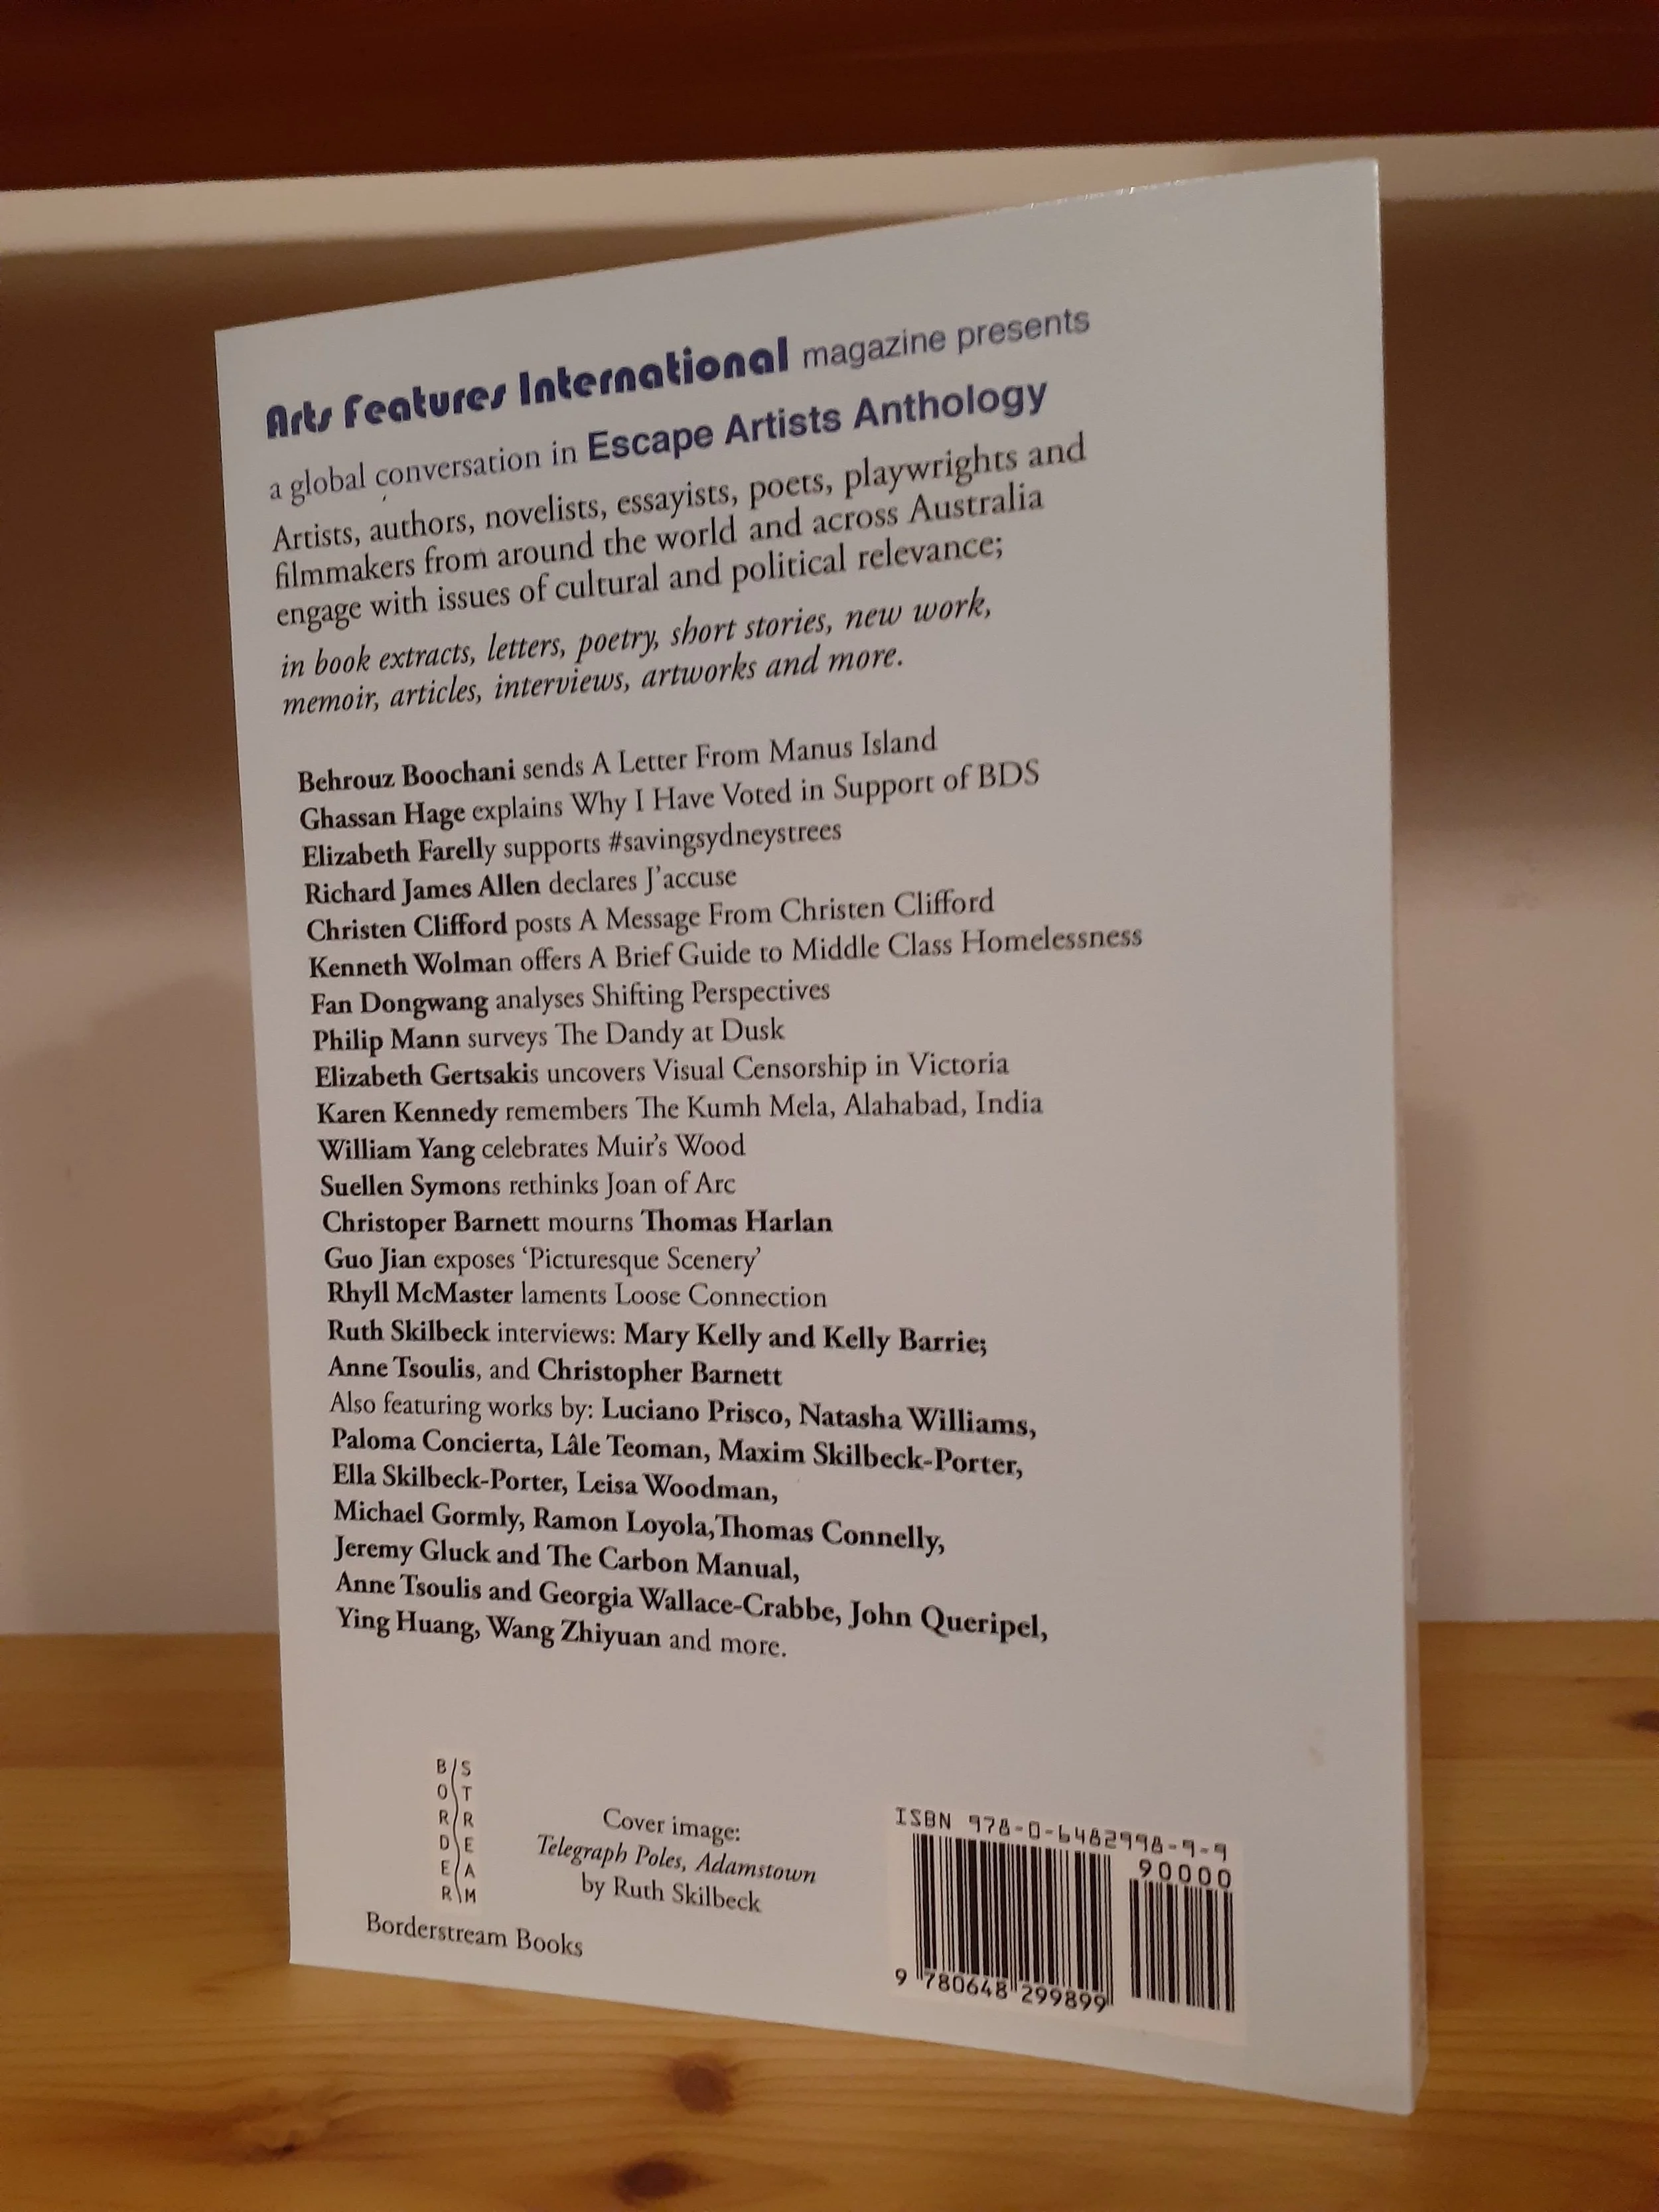 Arts Features International magazine presents
a global conversation in Escape Artists Anthology
Artists, authors, novelists, essayists, poets, playwrights and
filmmakers from around the world and across Australia
engage with issues of cultural and political relevance;
in book extracts, letters, poetry, short stories, new work,
memoir, articles, interviews, artworks and more.
Behrouz Boochani sends A Letter From Manus Island
Ghassan Hage explains Why I Have Voted in Support of BDS
Elizabeth Farelly supports #savingsydneystrees
Richard James Allen declares J'accuse
Christen Clifford posts A Message From Christen Clifford
Kenneth Wolman offers A Brief Guide to Middle Class Homelessness
Fan Dongwang analyses Shifting Perspectives
Philip Mann surveys The Dandy at Dusk
Elizabeth Gertsakis uncovers Visual Censorship in Victoria
Karen Kennedy remembers The Kumh Mela, Alahabad, India
William Yang celebrates Muir's Wood
Suellen Symons rethinks Joan of Arc
Christoper Barnett mourns Thomas Harlan
Guo Jian exposes 'Picturesque Scenery'
Rhyll McMaster laments Loose Connection
Ruth Skilbeck interviews: Mary Kelly and Kelly Barrie;
Anne Tsoulis, and Christopher Barnett
Also featuring works by: Luciano Prisco, Natasha Williams,
Paloma Concierta, Lâle Teoman, Maxim Skilbeck-Porter,
Ella Skilbeck-Porter, Leisa Woodman,
Michael Gormly, Ramon Loyola,Thomas Connelly,
Jeremy Gluck and The Carbon Manual,
Anne Tsoulis and Georgia Wallace-Crabbe, John Queripel,
Ying Huang, Wang Zhiyuan and more.
BORDER STREAM
Borderstream Books
Cover image:
Telegraph Poles, Adamstown
by Ruth Skilbeck
ISBN 978-0-6482998-9-9
90000
9 780648 299899